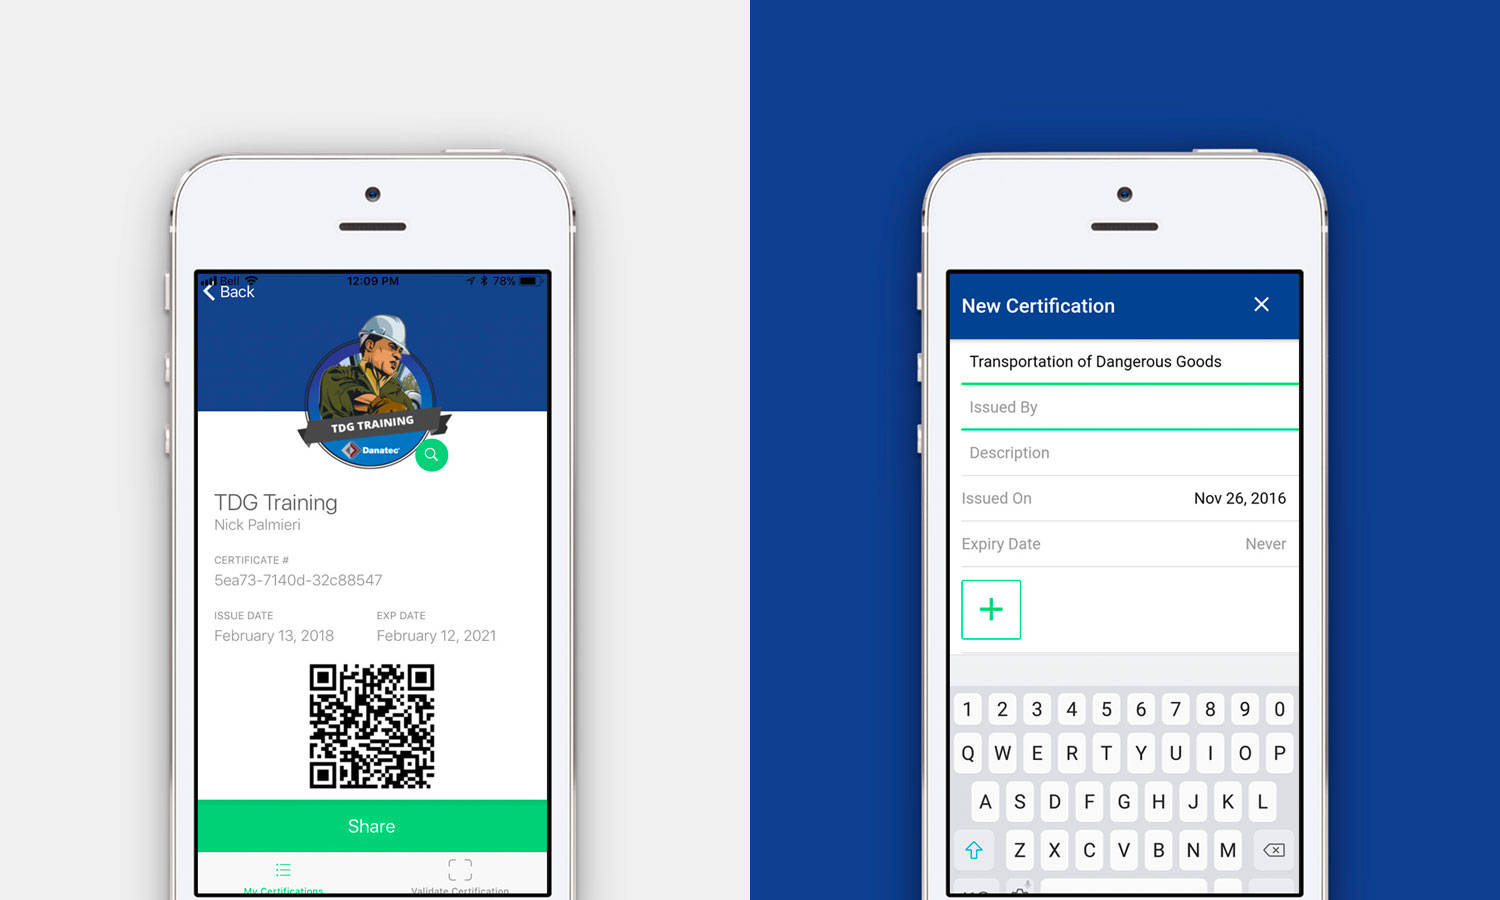 Bell 12:09 PM 78%
Back
TDG TRAINING
Danatec
TDG Training
Nick Palmieri
CERTIFICATE #
5ea73-7140d-32c88547
ISSUE DATE EXP DATE
February 13, 2018 February 12, 2021
Share
My Certifications Validate Certification
New Certification
Transportation of Dangerous Goods
Issued By
Description
Issued On Nov 26, 2016
Expiry Date Never
1 2 3 4 5 6 7 8 9 0
Q W E R T Y U I O P
A S D F G H J K L
Z X C V B N M